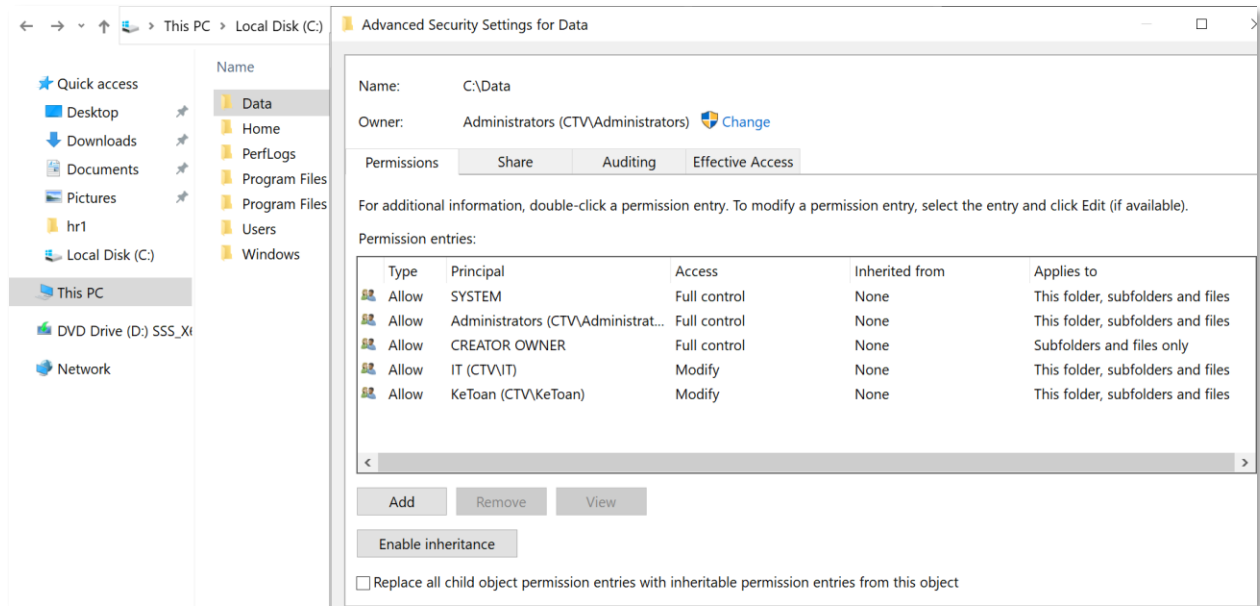 This PC > Local Disk (C:)
Advanced Security Settings for Data
Quick access
Desktop
Downloads
Documents
Pictures
hr1
Local Disk (C:)
This PC
DVD Drive (D:) SSS_X6
Network
Name
Data
Home
PerfLogs
Program Files
Program Files
Users
Windows
Name: C:\Data
Owner: Administrators (CTV\Administrators) Change
Permissions Share Auditing Effective Access
For additional information, double-click a permission entry. To modify a permission entry, select the entry and click Edit (if available).
Permission entries:
Type Principal Access Inherited from Applies to
Allow SYSTEM Full control None This folder, subfolders and files
Allow Administrators (CTV\Administrat... Full control None This folder, subfolders and files
Allow CREATOR OWNER Full control None Subfolders and files only
Allow IT (CTV\IT) Modify None This folder, subfolders and files
Allow KeToan (CTV\KeToan) Modify None This folder, subfolders and files
Add Remove View
Enable inheritance
Replace all child object permission entries with inheritable permission entries from this object